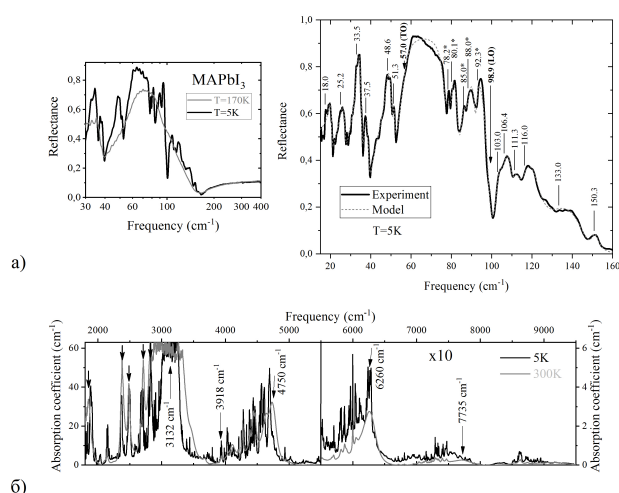 MAPbI3
T=170K
T=5K
Reflectance
0,8
0,6
0,4
0,2
0,0
30 40 60 80 100 200 300 400
Frequency (cm-1)
1,0
0,8
0,6
0,4
0,2
0,0
Reflectance
18.0
25.2
33.5
37.5
48.6
51.3
57.0 (TO)
78.2*
80.1*
85.0*
88.0*
92.3*
98.9 (LO)
103.0
106.4
111.3
116.0
133.0
150.3
Experiment
Model
T=5K
20 40 60 80 100 120 140 160
Frequency (cm-1)
а)
Frequency (cm-1)
2000 3000 4000 5000 6000 7000 8000 9000
Absorption coefficient (cm-1)
60
40
20
0
3132 cm-1
3918 cm-1
4750 cm-1
6260 cm-1
7735 cm-1
x10
5K
300K
6
4
2
0
Absorption coefficient (cm-1)
б)